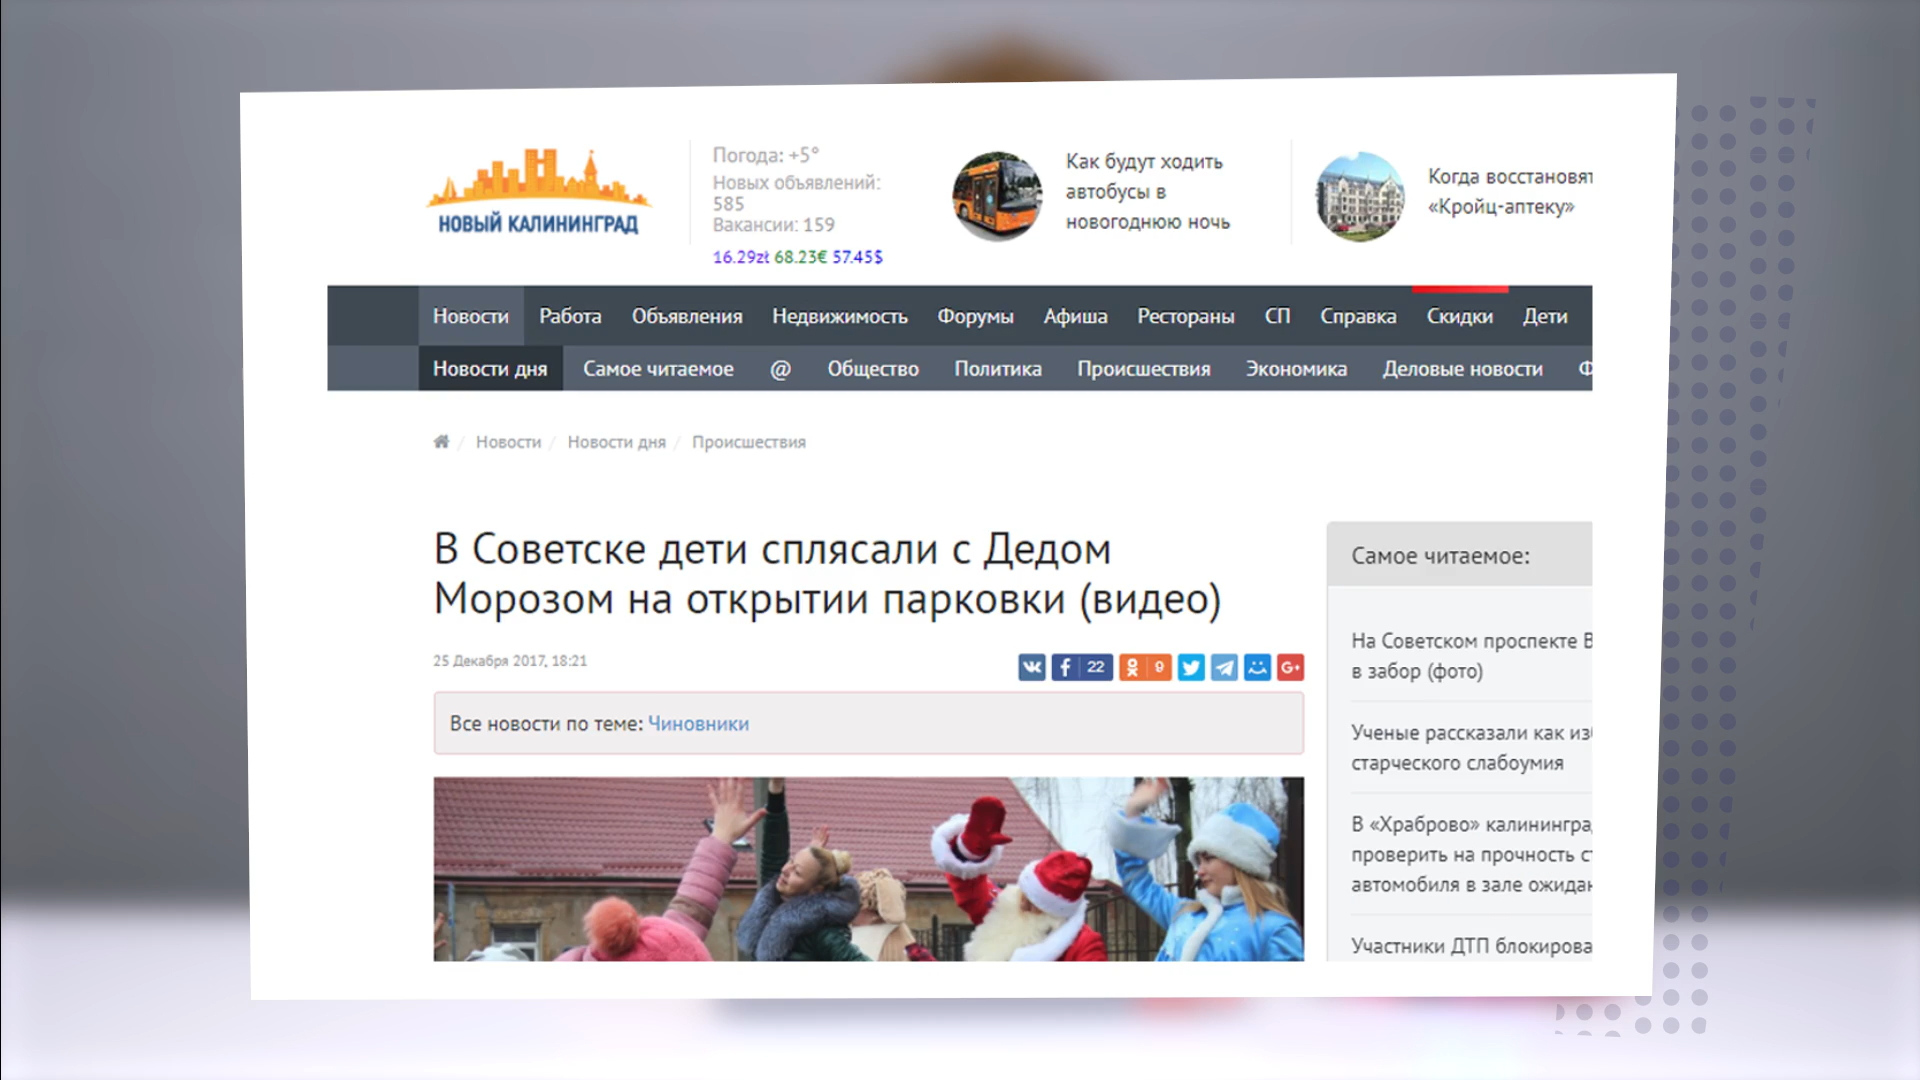 НОВЫЙ КАЛИНИНГРАД
Погода: +5°
Новых объявлений:
585
Вакансии: 159
16.29zł 68.23€ 57.45$
Как будут ходить
автобусы в
новогоднюю ночь
Когда восстановят
«Кройц-аптеку»
Новости Работа Объявления Недвижимость Форумы Афиша Рестораны СП Справка Скидки Дети
Новости дня Самое читаемое @ Общество Политика Происшествия Экономика Деловые новости
/ Новости / Новости дня / Происшествия
В Советске дети сплясали с Дедом
Морозом на открытии парковки (видео)
25 Декабря 2017, 18:21
22 9 G+
Все новости по теме: Чиновники
Самое читаемое:
На Советском проспекте
в забор (фото)
Ученые рассказали как
старческого слабоумия
В «Храброво»
проверить на прочность
автомобиля в зале
Участники ДТП